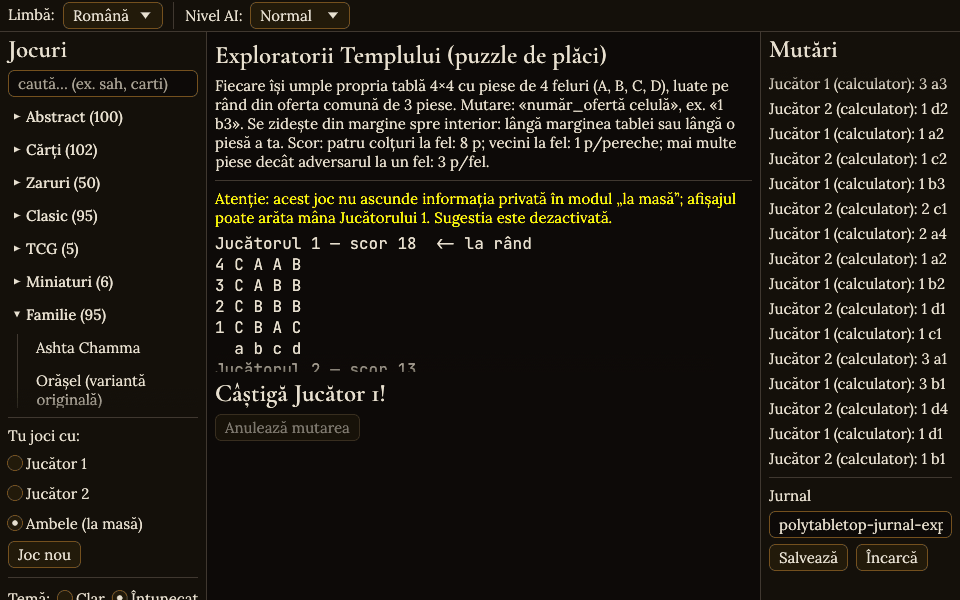 Limbă: Română ▼ Nivel AI: Normal ▼
Jocuri
caută... (ex. sah, carti)
▸ Abstract (100)
▸ Cărți (102)
▸ Zaruri (50)
▸ Clasic (95)
▸ TCG (5)
▸ Miniaturi (6)
▾ Familie (95)
Ashta Chamma
Orășel (variantă
originală)
Tu joci cu:
Jucător 1
Jucător 2
Ambele (la masă)
Joc nou
Temă: Clar Întunecat
Exploratorii Templului (puzzle de plăci)
Fiecare își umple propria tablă 4×4 cu piese de 4 feluri (A, B, C, D), luate pe
rând din oferta comună de 3 piese. Mutare: «număr_ofertă celulă», ex. «1
b3». Se zidește din margine spre interior: lângă marginea tablei sau lângă o
piesă a ta. Scor: patru colțuri la fel: 8 p; vecini la fel: 1 p/pereche; mai multe
piese decât adversarul la un fel: 3 p/fel.
Atenție: acest joc nu ascunde informația privată în modul „la masă”; afișajul
poate arăta mâna Jucătorului 1. Sugestia este dezactivată.
Jucătorul 1 — scor 18 ← la rând
4 C A A B
3 C A B B
2 C B B B
1 C B A C
a b c d
Jucătorul 2 — scor 13
Câștigă Jucător 1!
Anulează mutarea
Mutări
Jucător 1 (calculator): 3 a3
Jucător 2 (calculator): 1 d2
Jucător 1 (calculator): 1 a2
Jucător 2 (calculator): 1 c2
Jucător 1 (calculator): 1 b3
Jucător 2 (calculator): 2 c1
Jucător 1 (calculator): 2 a4
Jucător 2 (calculator): 1 a2
Jucător 1 (calculator): 1 b2
Jucător 2 (calculator): 1 d1
Jucător 1 (calculator): 1 c1
Jucător 2 (calculator): 3 a1
Jucător 1 (calculator): 3 b1
Jucător 2 (calculator): 1 d4
Jucător 1 (calculator): 1 d1
Jucător 2 (calculator): 1 b1
Jurnal
polytabletop-jurnal-exp
Salvează Încarcă